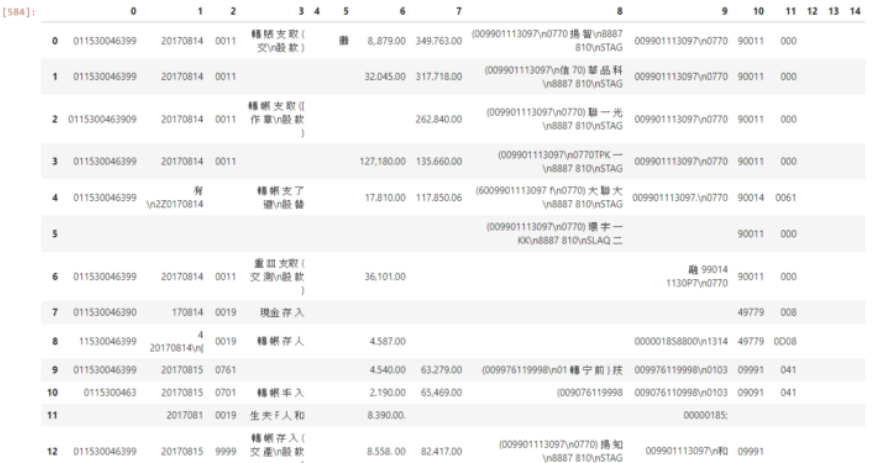 [584]:
0 1 2 3 4 5 6 7 8 9 10 11 12 13 14
0 011530046399 20170814 0011 轉賬支取( 交\n股款) 攤 8,.879.00 349.763.00 (009901113097\n0770 揚智\n8887 810\nSTAG 009901113097\n0770 90011 000
1 011530046399 20170814 0011 32.045.00 317.718.00 (009901113097\n信 70) 華品科 \n8887 810\nSTAG 009901113097\n0770 90011 000
2 0115300463909 20170814 0011 轉帳支取([ 作章\n股款 ) 262.840.00 (009901113097\n0770) 聯一光 \n8887 810\nSTAG 009901113097\n0770 90011 000
3 011530046399 20170814 0011 127,180.00 135.660.00 (009901113097\n0770TPK 一 \n8887 810\nSTAG 009901113097\n0770 90011 000
4 011530046399 有 \n2Z0170814 轉帳支了 遞\n股替 17.810.00 117.850.06 (6009901113097 f\n0770) 大聯大 \n8887 810\nSTAG 009901113097.\n0770 90014 0061
5 (009901113097\n0770) 環字一 KK\n8887 810\nSLAQ 二 90011 000
6 011530046399 20170814 0011 重皿支取( 交測\n股款 ) 36,101.00 融 99014 1130P7\n0770 90011 000
7 011530046390 170814 0019 現金存入 49779 008
8 11530046399 4 20170814\n| 0019 轉帳存人 4.587.00 000001858800\n1314 49779 0D08
9 011530046399 20170815 0761 4.540.00 63.279.00 (009976119998\n01 轉宁前)技 009976119998\n0103 09991 041
10 0115300463 20170815 0701 轉帳丰入 2.190.00 65,469.00 (009076119998 009076110998\n0103 09091 041
11 2017081 0019 生夫F人和 8.390.00. 00000185;
12 011530046399 20170815 9999 轉帳存入( 交產\n股款 8.558. 00 82.417.00 (009901113097\n0770) 揚知 \n8887 810\nSTAG 009901113097\n和 09991